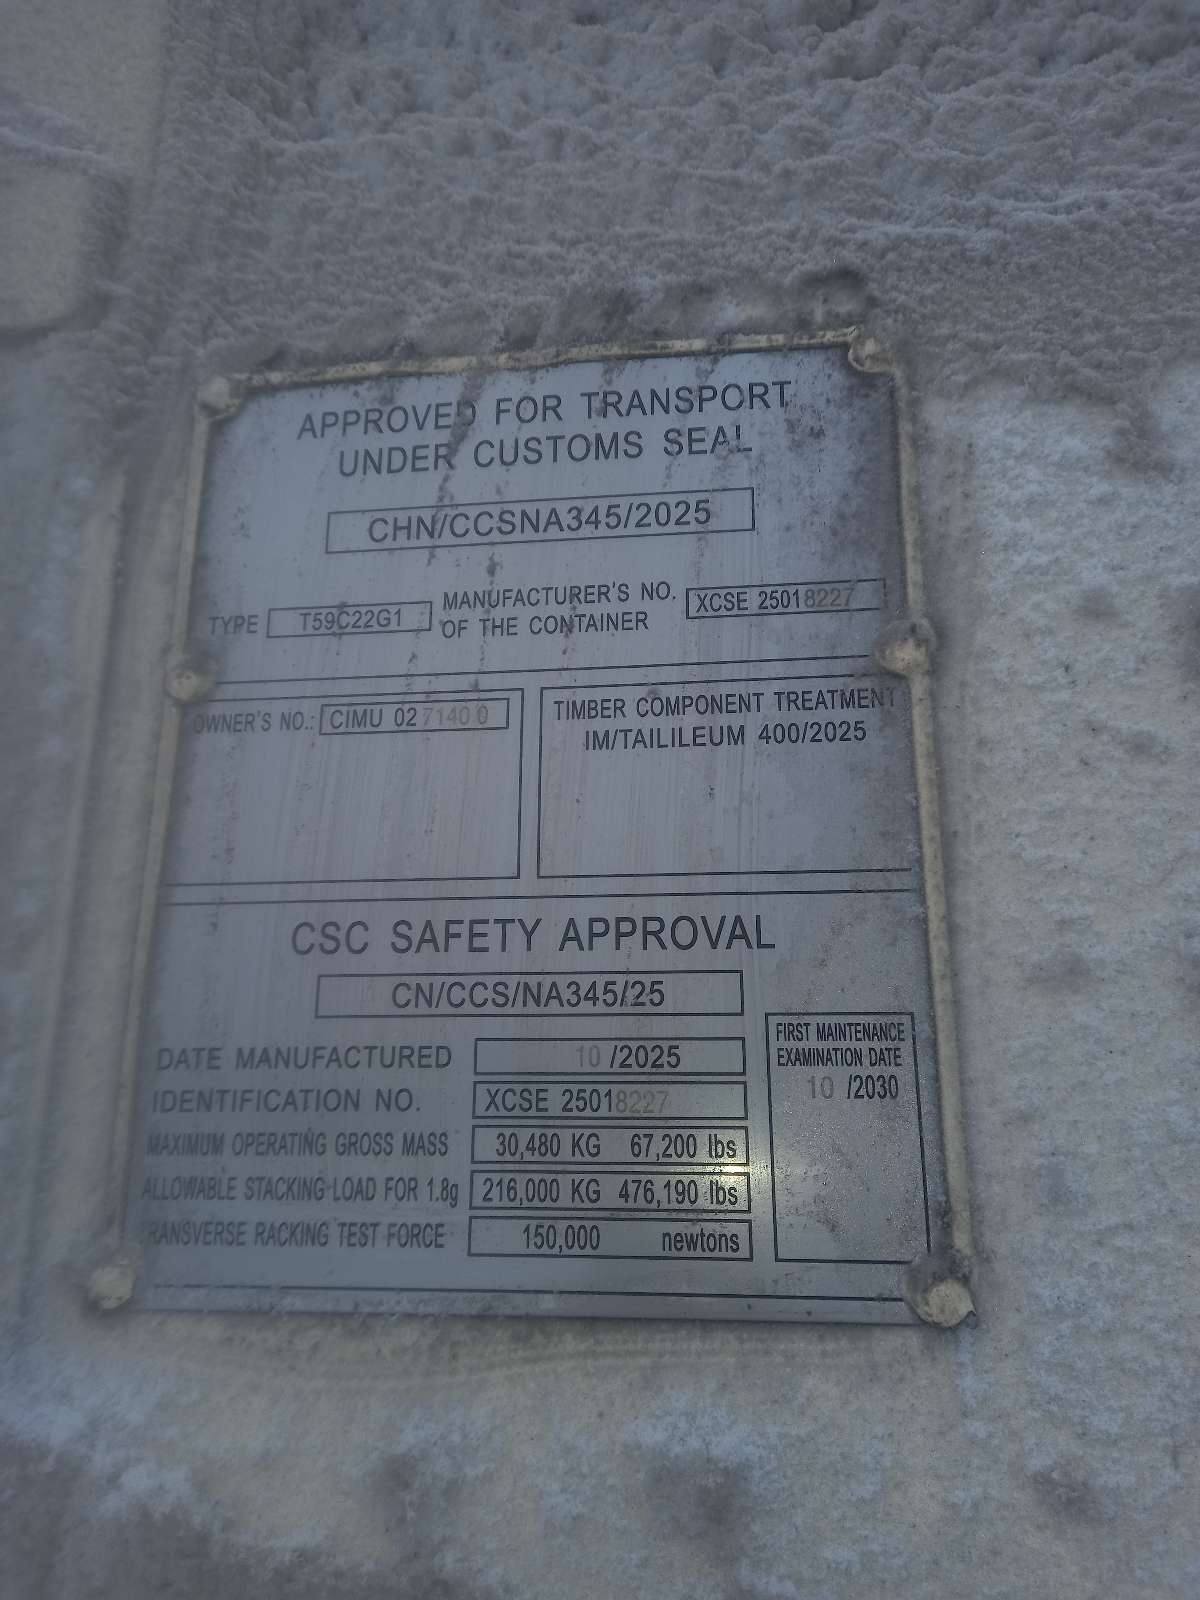 APPROVED FOR TRANSPORT
UNDER CUSTOMS SEAL
CHN/CCSNA345/2025
TYPE T59C22G1 MANUFACTURER'S NO. OF THE CONTAINER XCSE 25018227
OWNER'S NO.: CIMU 027140 0
TIMBER COMPONENT TREATMENT
IM/TAILILEUM 400/2025
CSC SAFETY APPROVAL
CN/CCS/NA345/25
DATE MANUFACTURED 10 /2025
IDENTIFICATION NO. XCSE 25018227
MAXIMUM OPERATING GROSS MASS 30,480 KG 67,200 lbs
ALLOWABLE STACKING LOAD FOR 1.8g 216,000 KG 476,190 lbs
TRANSVERSE RACKING TEST FORCE 150,000 newtons
FIRST MAINTENANCE
EXAMINATION DATE
10 /2030